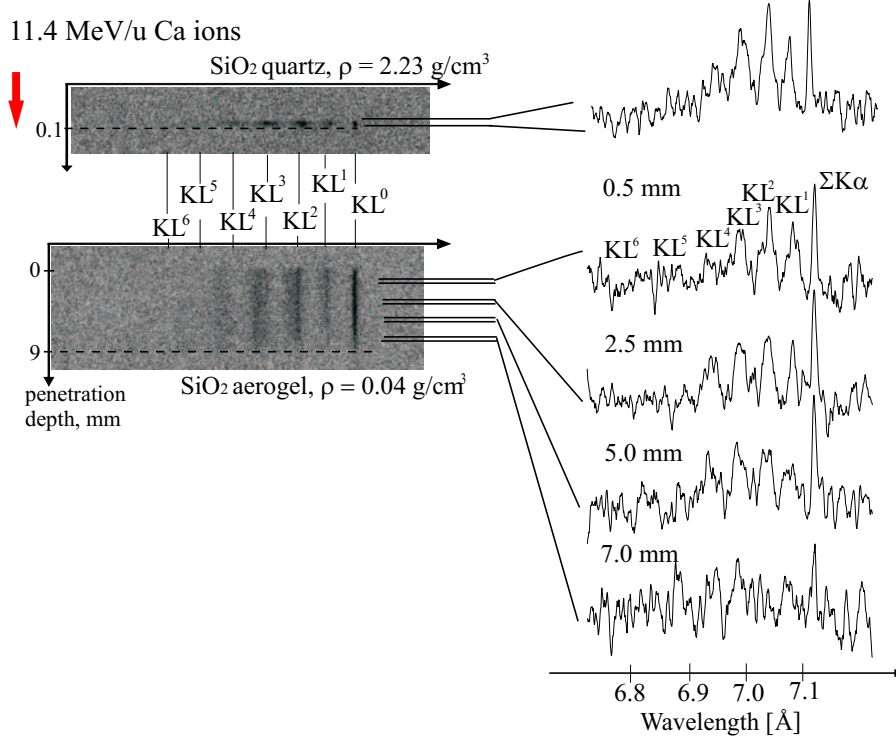 11.4 MeV/u Ca ions
SiO₂ quartz, ρ = 2.23 g/cm³
0.1
KL⁶
KL⁵
KL⁴
KL³
KL²
KL¹
KL⁰
0
9
SiO₂ aerogel, ρ = 0.04 g/cm³
penetration
depth, mm
0.5 mm
ΣKα
KL⁶
KL⁵
KL⁴
KL³
KL²
KL¹
2.5 mm
5.0 mm
7.0 mm
6.8 6.9 7.0 7.1
Wavelength [Å]